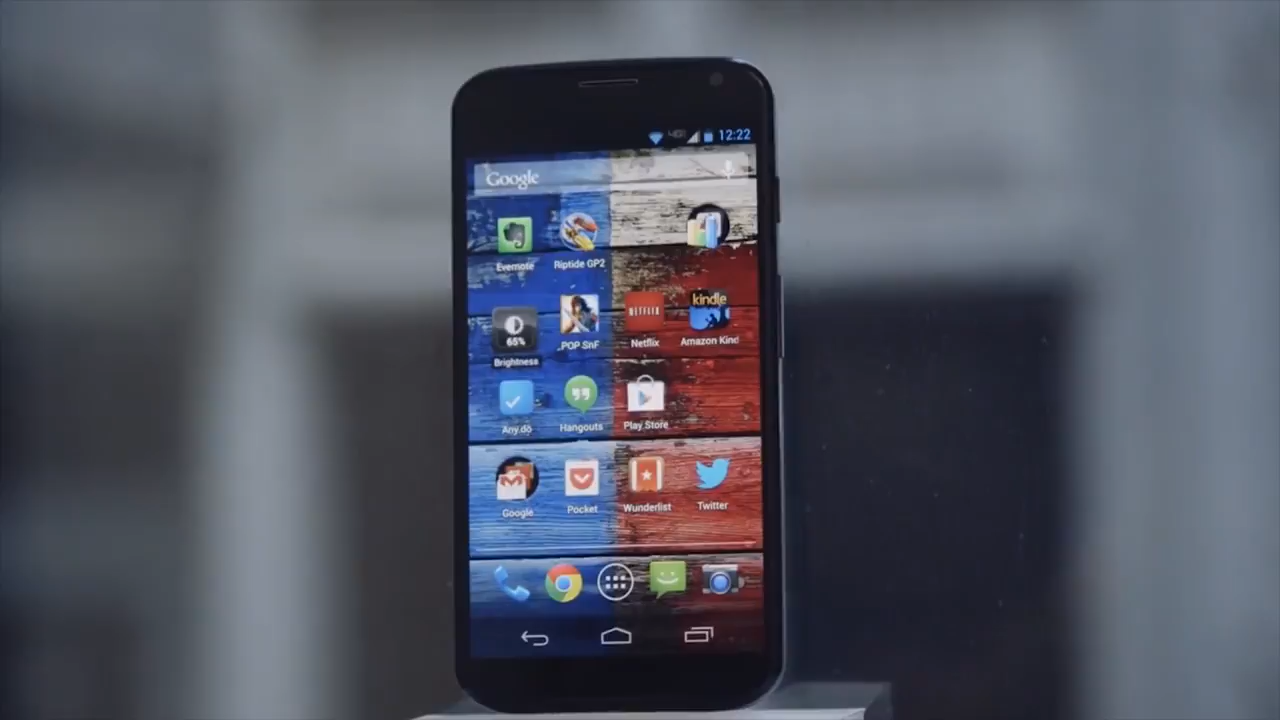 12:22
Google
Evernote
Riptide GP2
65%
Brightness
POP SnF
NETFLIX
Netflix
kindle
Amazon Kind
Any.do
Hangouts
Play Store
Google
Pocket
Wunderlist
Twitter